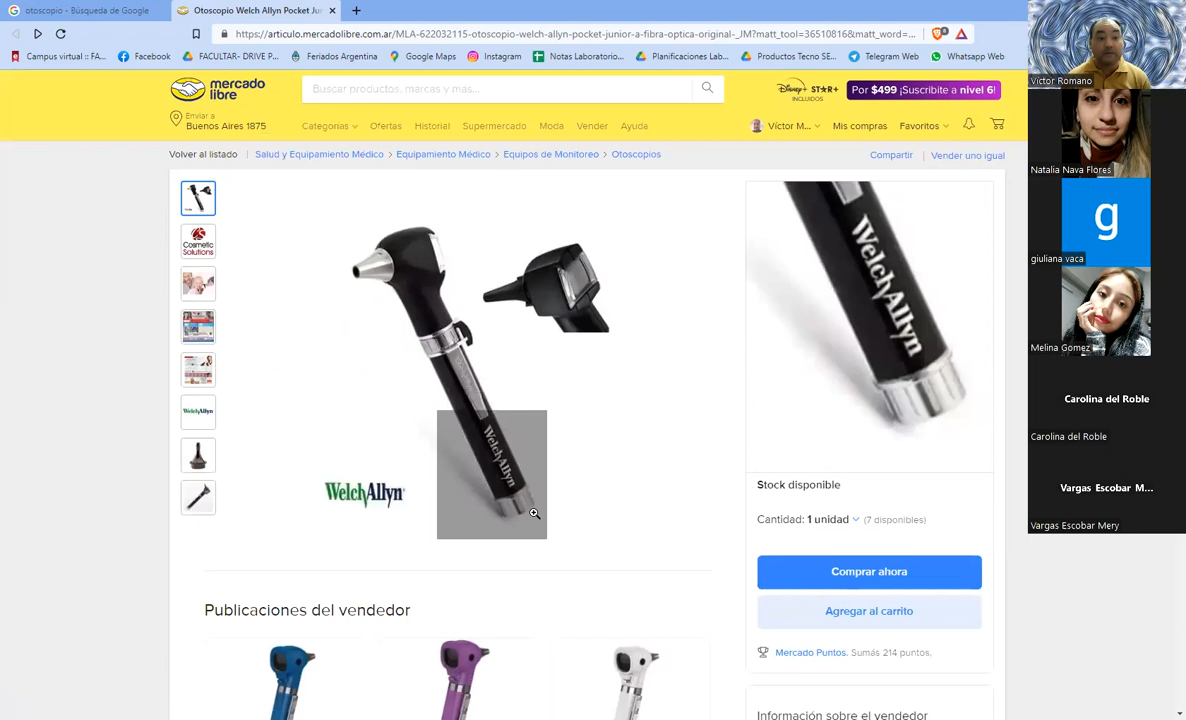 otoscopio - Búsqueda de Google
Otoscopio Welch Allyn Pocket Jun
https://articulo.mercadolibre.com.ar/MLA-622032115-otoscopio-welch-allyn-pocket-junior-a-fibra-optica-original-_JM?matt_tool=36510816&matt_word=...
Campus virtual :: FA...
Facebook
FACULTAR- DRIVE P...
Feriados Argentina
Google Maps
Instagram
Notas Laboratorio...
Planificaciones Lab...
Productos Tecno SE...
Telegram Web
Whatsapp Web
mercado
libre
Buscar productos, marcas y más...
Disney+ STAR+
INCLUIDOS
Por $499 ¡Suscribite a nivel 6!
Enviar a
Buenos Aires 1875
Categorías
Ofertas
Historial
Supermercado
Moda
Vender
Ayuda
Víctor M...
Mis compras
Favoritos
Volver al listado
Salud y Equipamiento Médico > Equipamiento Médico > Equipos de Monitoreo > Otoscopios
Compartir
Vender uno igual
Cosmetic
Solutions
WelchAllyn
WelchAllyn
WelchAllyn
WelchAllyn
Stock disponible
Cantidad: 1 unidad (7 disponibles)
Comprar ahora
Agregar al carrito
Mercado Puntos. Sumás 214 puntos.
Información sobre el vendedor
Publicaciones del vendedor
Víctor Romano
Natalia Nava Flores
g
giuliana vaca
Melina Gomez
Carolina del Roble
Carolina del Roble
Vargas Escobar M...
Vargas Escobar Mery